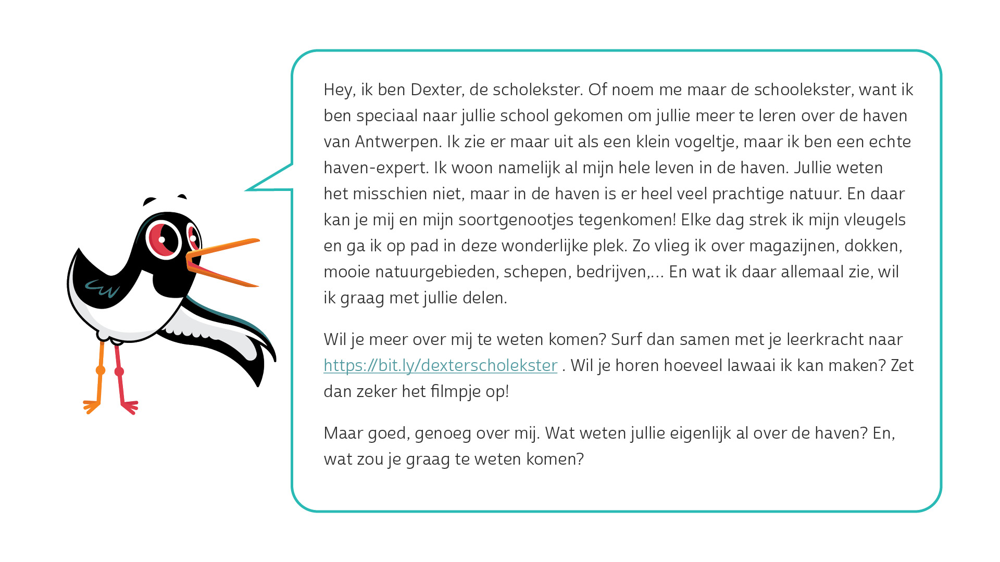 Hey, ik ben Dexter, de scholekster. Of noem me maar de schoolekster, want ik
ben speciaal naar jullie school gekomen om jullie meer te leren over de haven
van Antwerpen. Ik zie er maar uit als een klein vogeltje, maar ik ben een echte
haven-expert. Ik woon namelijk al mijn hele leven in de haven. Jullie weten
het misschien niet, maar in de haven is er heel veel prachtige natuur. En daar
kan je mij en mijn soortgenootjes tegenkomen! Elke dag strek ik mijn vleugels
en ga ik op pad in deze wonderlijke plek. Zo vlieg ik over magazijnen, dokken,
mooie natuurgebieden, schepen, bedrijven,... En wat ik daar allemaal zie, wil
ik graag met jullie delen.
Wil je meer over mij te weten komen? Surf dan samen met je leerkracht naar
https://bit.ly/dexterscholekster . Wil je horen hoeveel lawaai ik kan maken? Zet
dan zeker het filmpje op!
Maar goed, genoeg over mij. Wat weten jullie eigenlijk al over de haven? En,
wat zou je graag te weten komen?